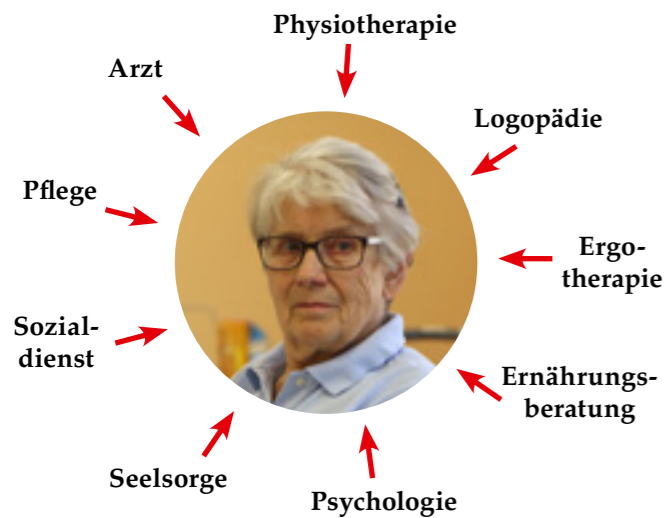 Physiotherapie
Arzt
Logopädie
Pflege
Ergo-
therapie
Sozial-
dienst
Ernährungs-
beratung
Seelsorge
Psychologie